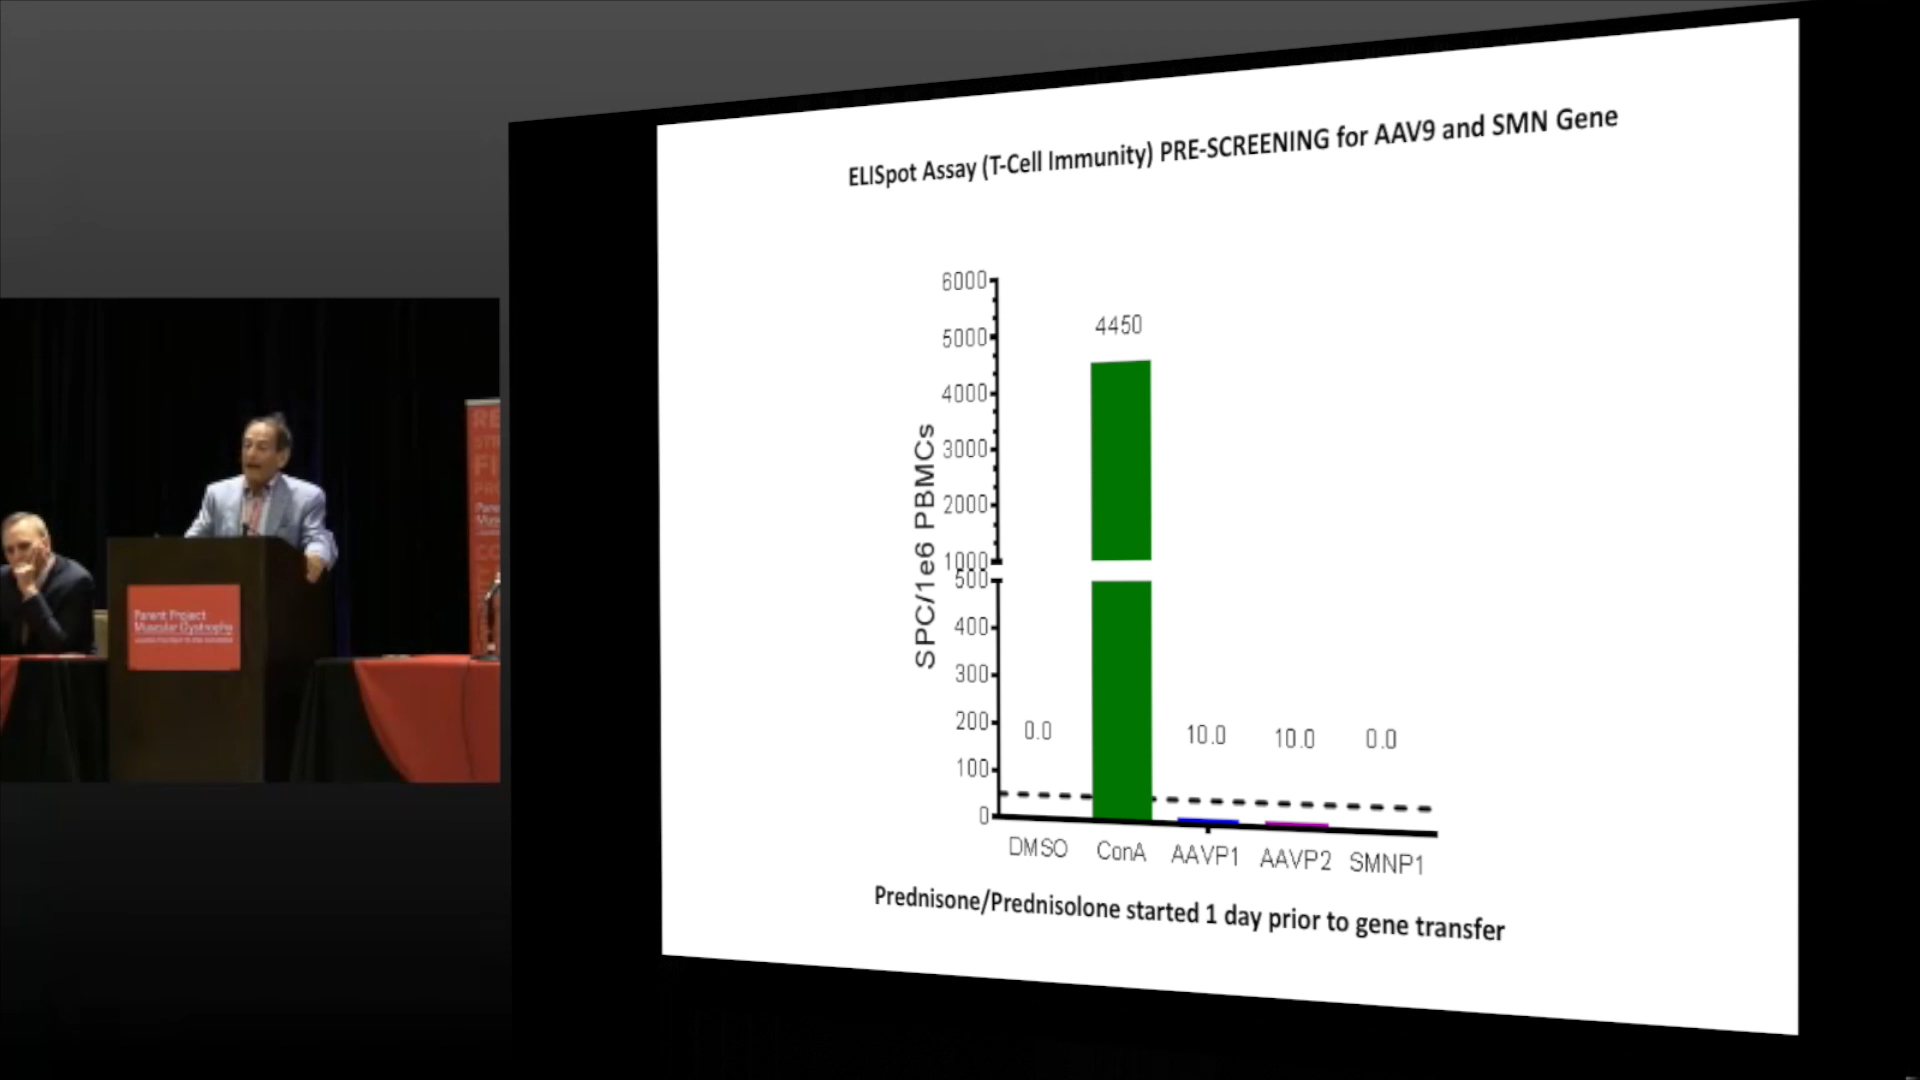 ELISpot Assay (T-Cell Immunity) PRE-SCREENING for AAV9 and SMN Gene
6000
5000
4000
3000
2000
1000
500
400
300
200
100
0
SPC/1e6 PBMCs
0.0
4450
10.0
10.0
0.0
DMSO
ConA
AAVP1
AAVP2
SMNP1
Prednisone/Prednisolone started 1 day prior to gene transfer
Parent Project
Muscular Dystrophy
RE
FI